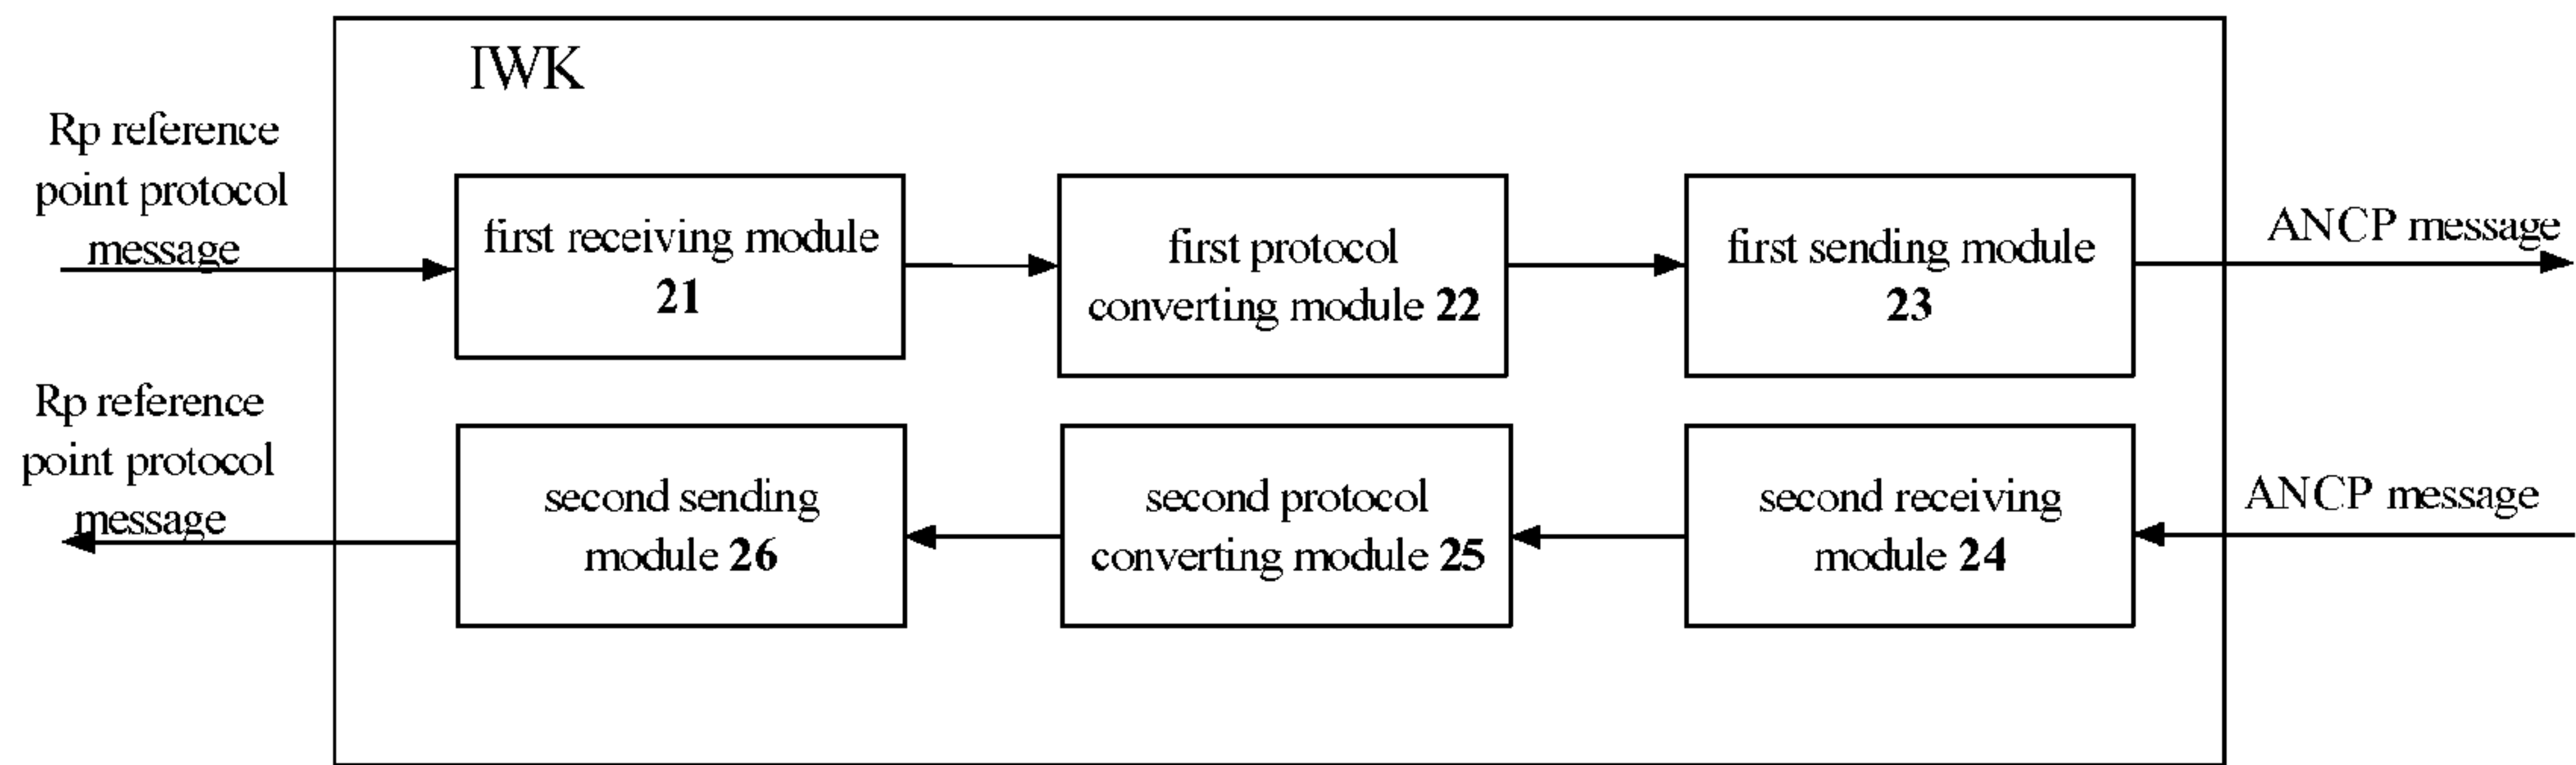 IWK
Rp reference
point protocol
message
first receiving module
21
first protocol
converting module 22
first sending module
23
ANCP message
Rp reference
point protocol
message
second sending
module 26
second protocol
converting module 25
second receiving
module 24
ANCP message